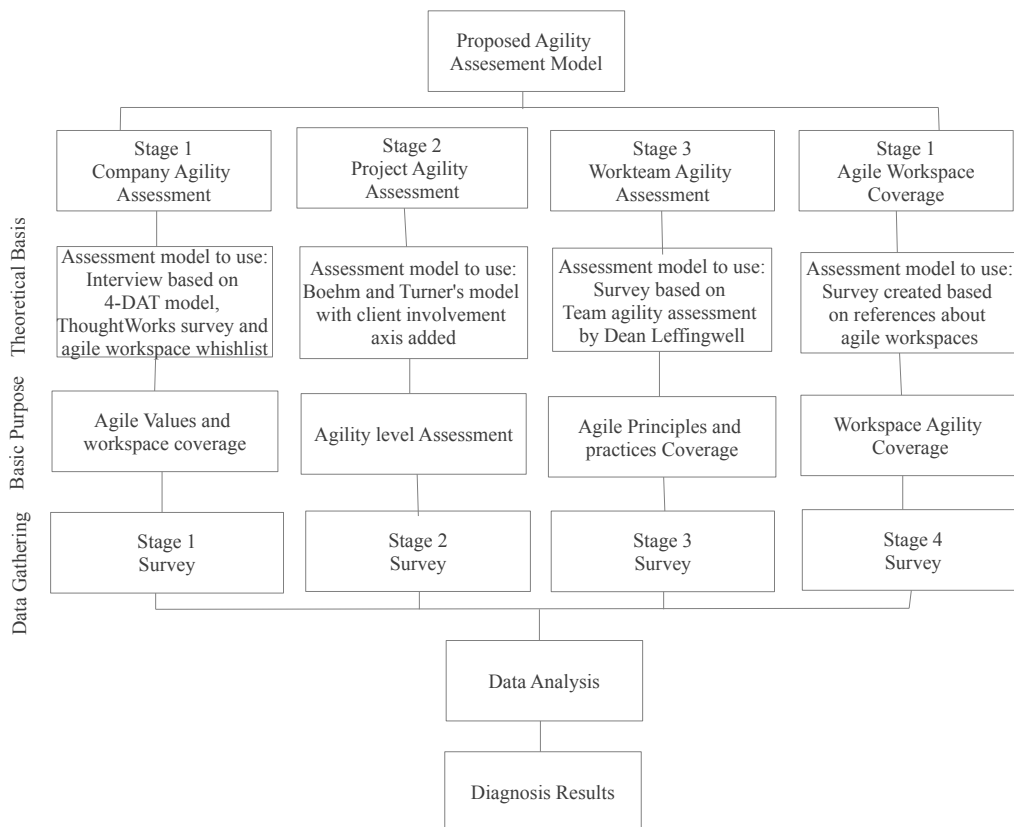 Proposed Agility
Assesement Model
Stage 1
Company Agility
Assessment
Stage 2
Project Agility
Assessment
Stage 3
Workteam Agility
Assessment
Stage 1
Agile Workspace
Coverage
Theoretical Basis
Assessment model to use:
Interview based on
4-DAT model,
ThoughtWorks survey and
agile workspace whishlist
Assessment model to use:
Boehm and Turner's model
with client involvement
axis added
Assessment model to use:
Survey based on
Team agility assessment
by Dean Leffingwell
Assessment model to use:
Survey created based
on references about
agile workspaces
Basic Purpose
Agile Values and
workspace coverage
Agility level Assessment
Agile Principles and
practices Coverage
Workspace Agility
Coverage
Data Gathering
Stage 1
Survey
Stage 2
Survey
Stage 3
Survey
Stage 4
Survey
Data Analysis
Diagnosis Results